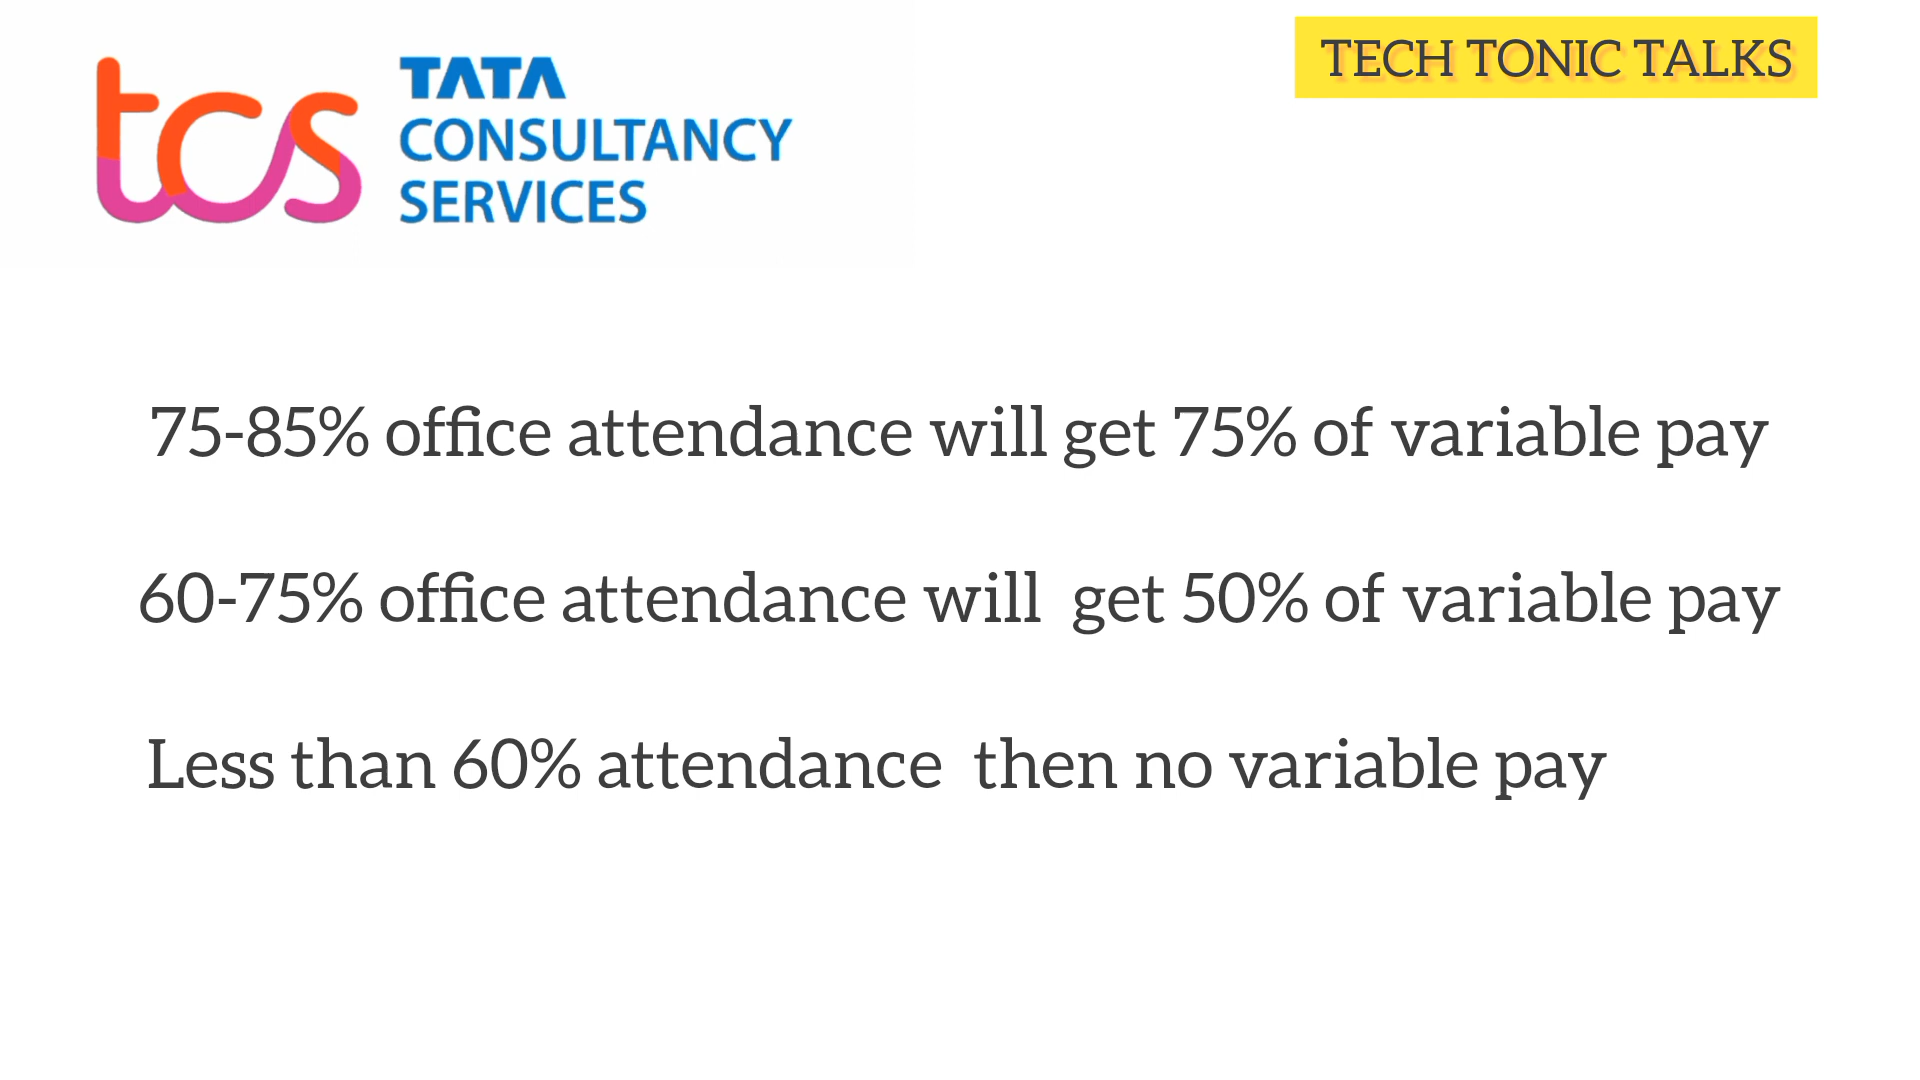 tcs
TATA
CONSULTANCY
SERVICES
TECH TONIC TALKS
75-85% office attendance will get 75% of variable pay
60-75% office attendance will get 50% of variable pay
Less than 60% attendance then no variable pay